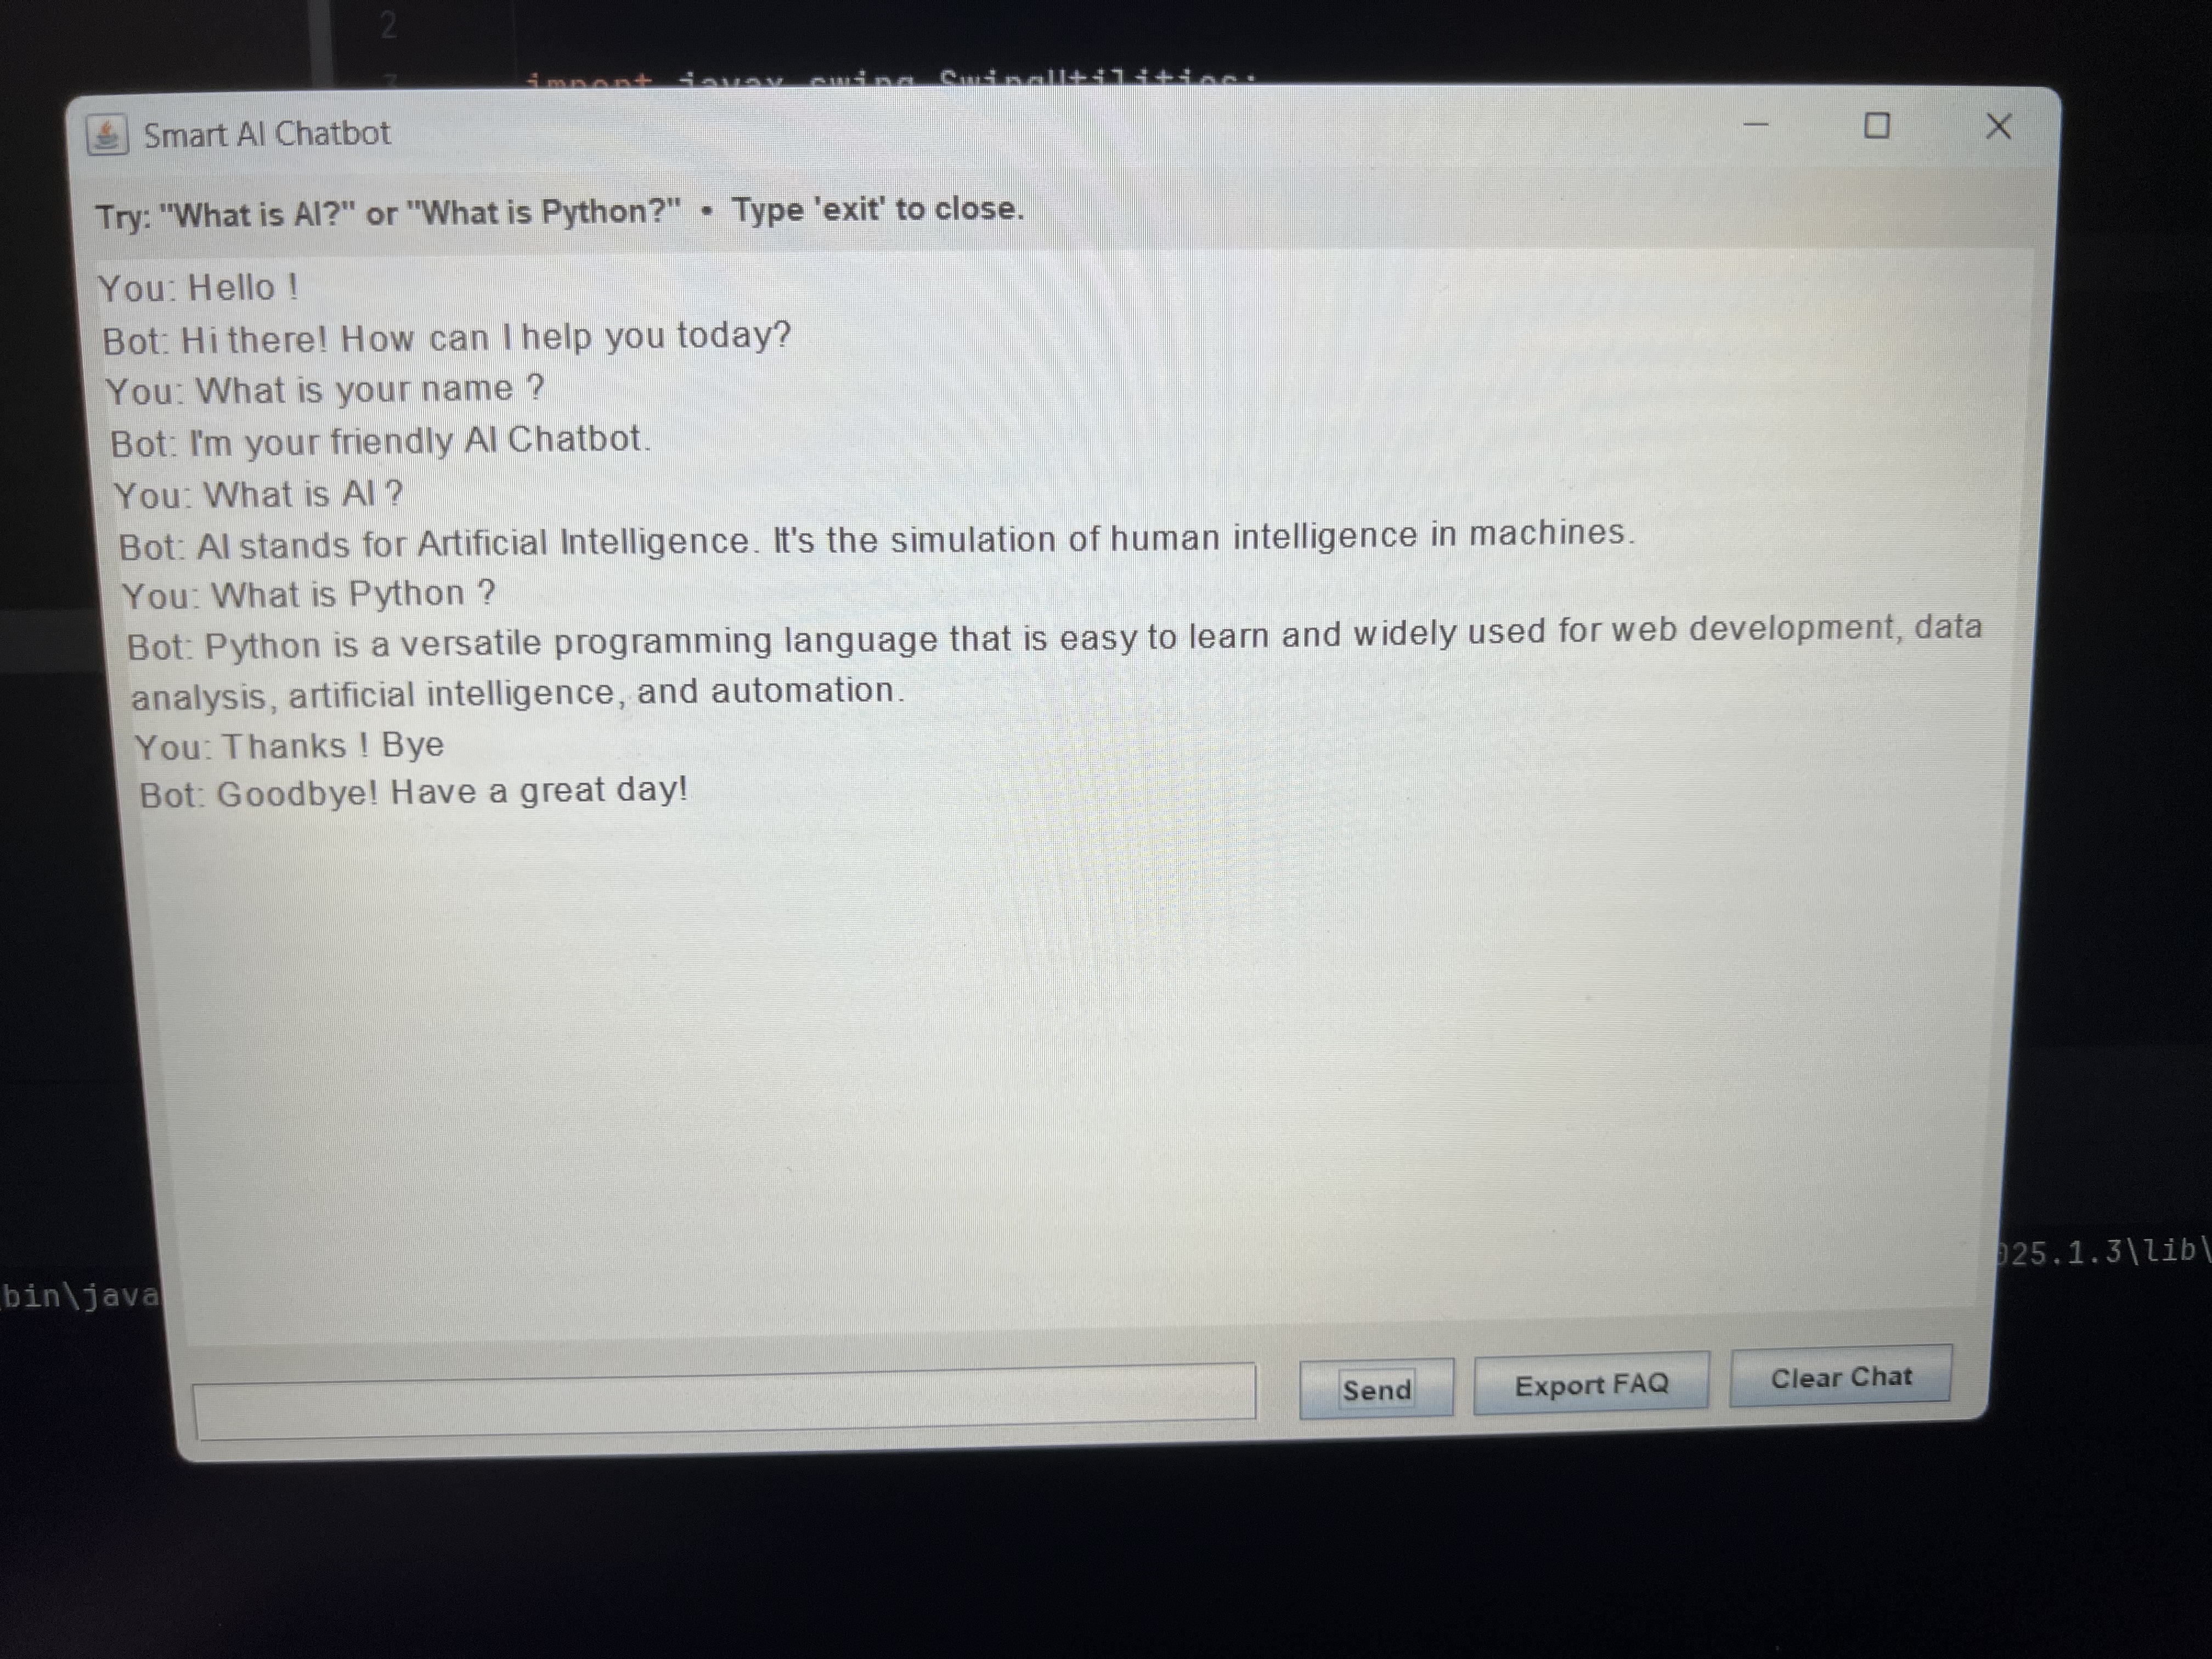 2
import javax.swing.SwingUtilities;
Smart AI Chatbot
Try: "What is AI?" or "What is Python?" • Type 'exit' to close.
You: Hello !
Bot: Hi there! How can I help you today?
You: What is your name ?
Bot: I'm your friendly AI Chatbot.
You: What is AI ?
Bot: AI stands for Artificial Intelligence. It's the simulation of human intelligence in machines.
You: What is Python ?
Bot: Python is a versatile programming language that is easy to learn and widely used for web development, data
analysis, artificial intelligence, and automation.
You: Thanks ! Bye
Bot: Goodbye! Have a great day!
bin\java
025.1.3\lib\
Send Export FAQ Clear Chat